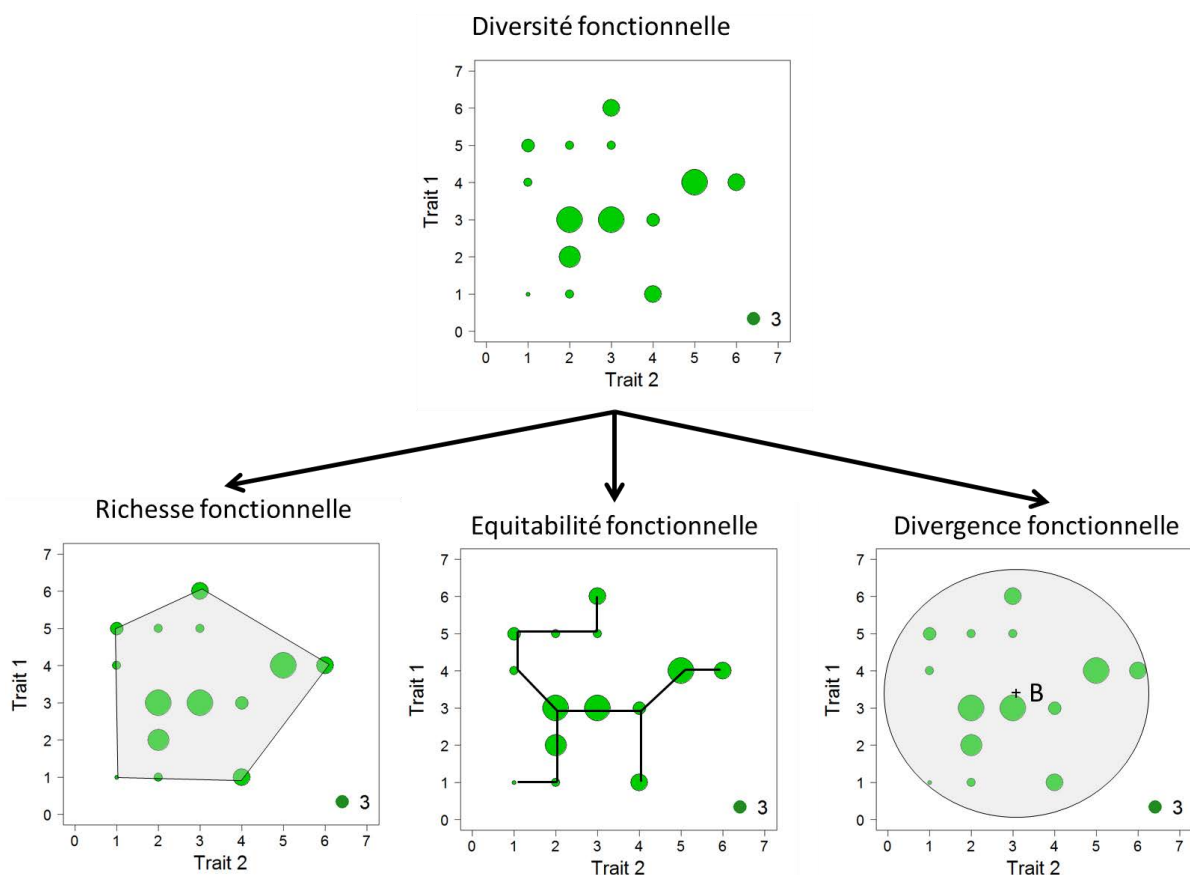 Diversité fonctionnelle
7
6
5
4
3
2
1
0
Trait 1
3
0 1 2 3 4 5 6 7
Trait 2
Richesse fonctionnelle
7
6
5
4
3
2
1
0
Trait 1
3
0 1 2 3 4 5 6 7
Trait 2
Equitabilité fonctionnelle
7
6
5
4
3
2
1
0
Trait 1
3
0 1 2 3 4 5 6 7
Trait 2
Divergence fonctionnelle
7
6
5
4
3
2
1
0
Trait 1
B
3
0 1 2 3 4 5 6 7
Trait 2